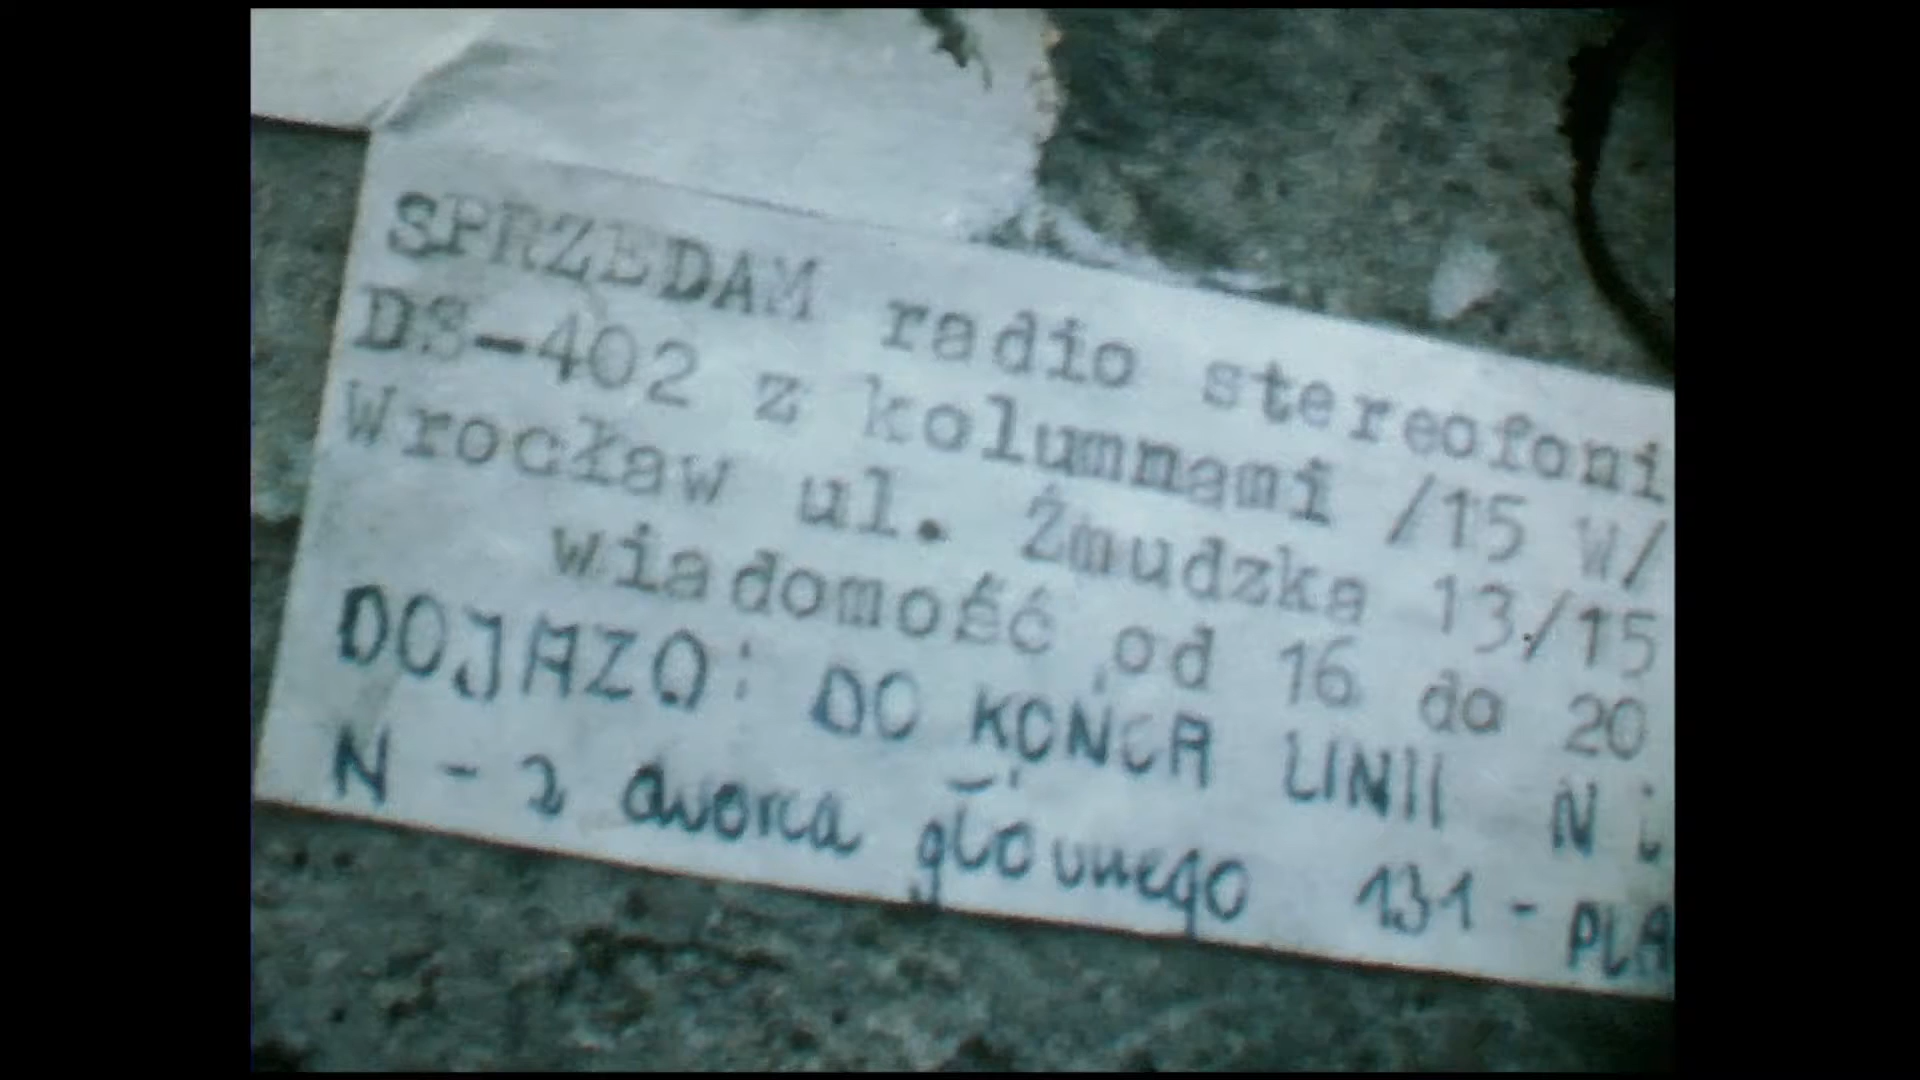 SPRZEDAM radio stereofoni
DS-402 z kolumnami /15 W/
Wrocław ul. Żmudzka 13/15
wiadomość od 16 do 20
DOJAZD: DO KOŃCA LINII N i
N - z dworca głównego 131 - PLA